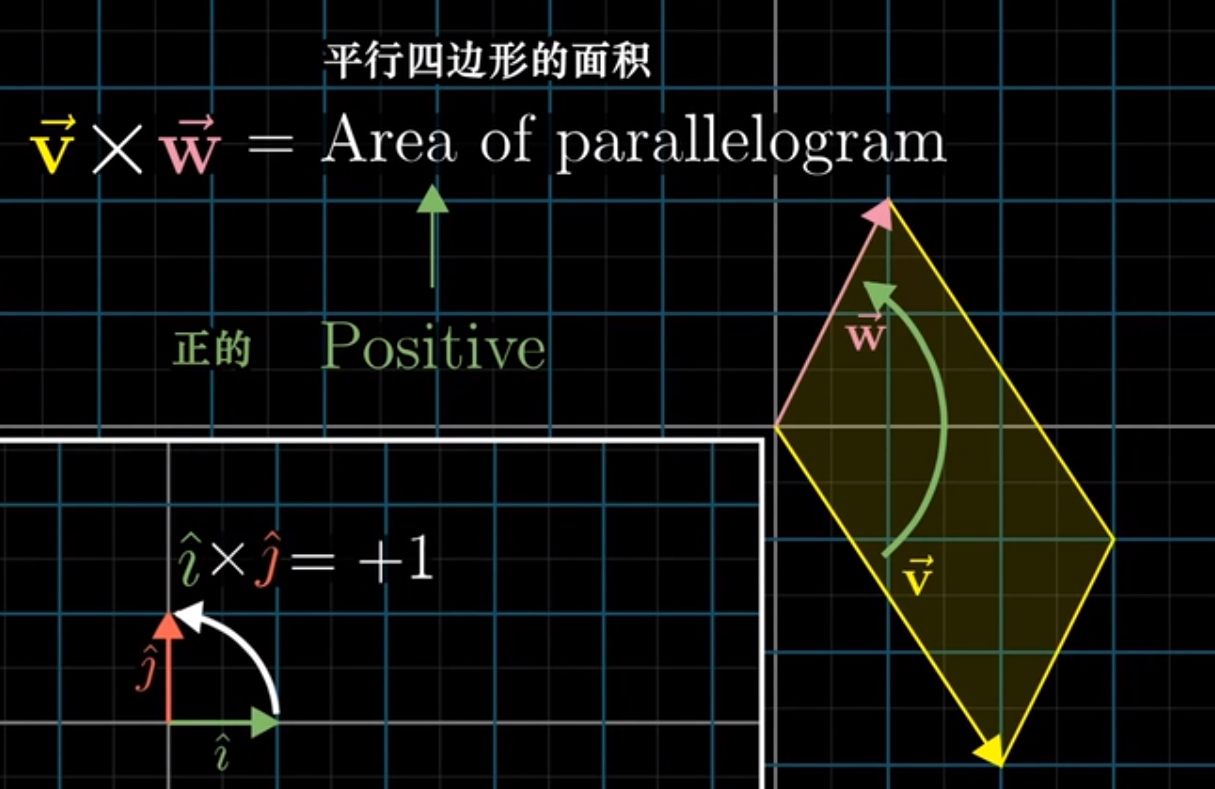 平行四边形的面积
v⃗ × w⃗ = Area of parallelogram
正的 Positive
w⃗
v⃗
î × ĵ = +1
ĵ
î